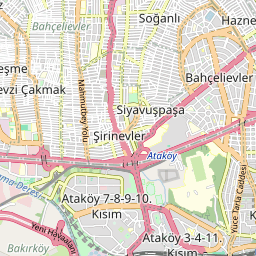 Soğanlı
Bahçelievler
Hazne
Bahçelievler
eşme
vzi Çakmak
Mahmutbey Yolu
Siyavuşpaşa
Şirinevler
Ataköy
Ataköy 7-8-9-10.
Kısım
Yüce Tarla Caddesi
Yeni Havaalanı
Bakırköy
Ataköy 3-4-11.
Kısım